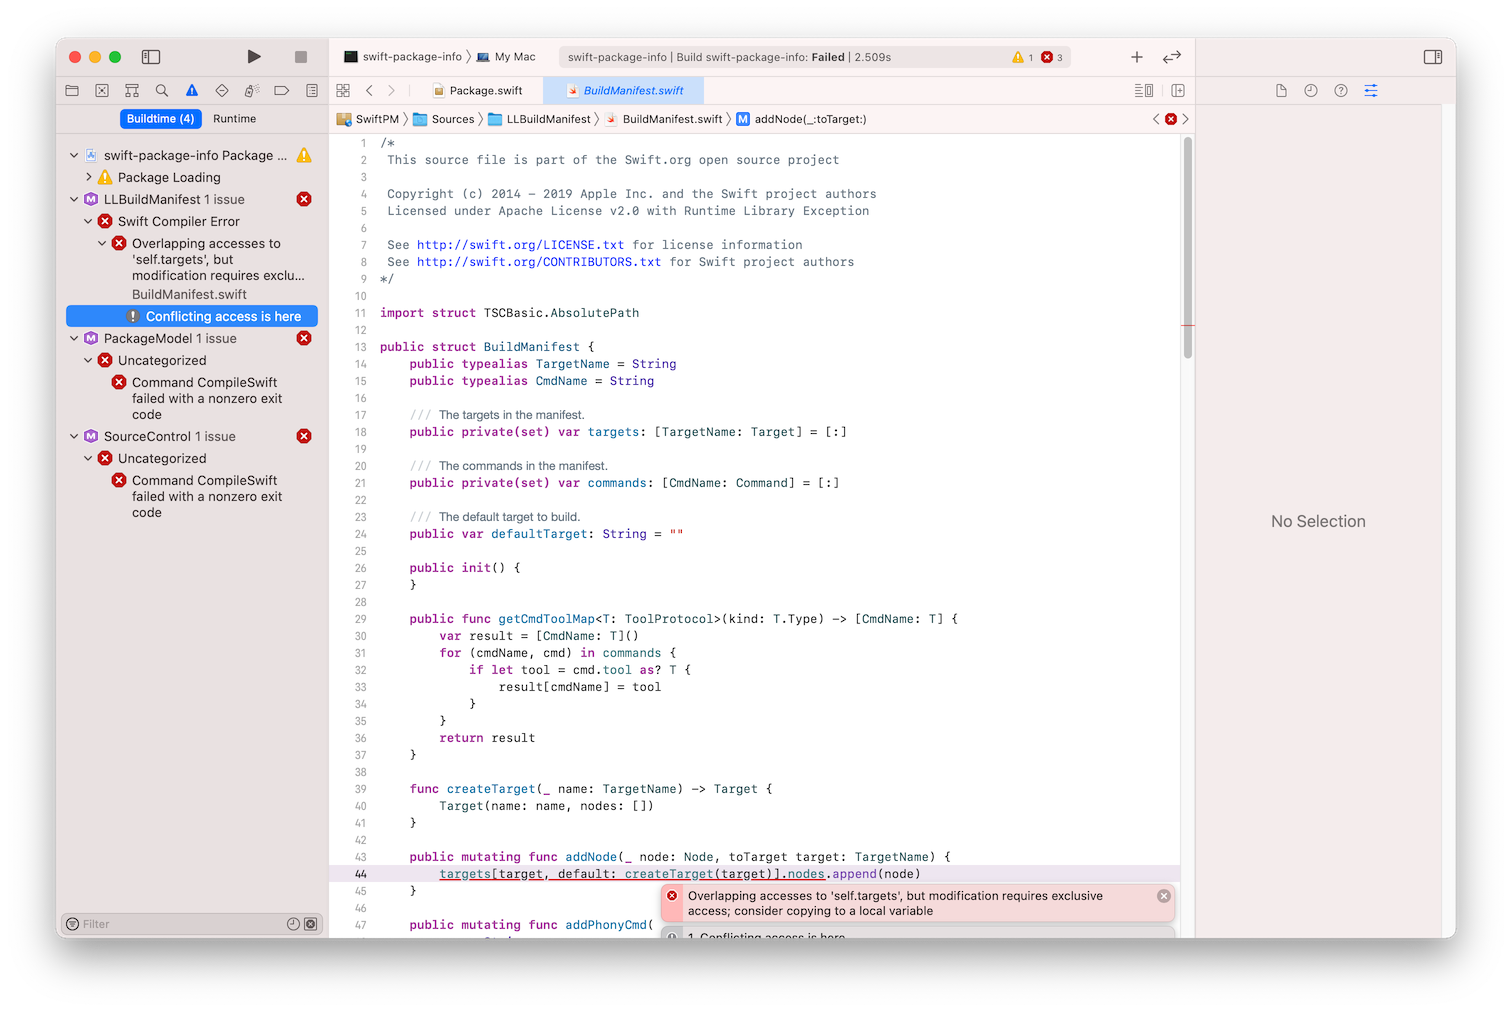 swift-package-info 〉 My Mac
swift-package-info | Build swift-package-info: Failed | 2.509s
1
3
Package.swift
BuildManifest.swift
Buildtime (4)
Runtime
SwiftPM 〉 Sources 〉 LLBuildManifest 〉 BuildManifest.swift 〉 M addNode(_:toTarget:)
swift-package-info Package ...
Package Loading
M LLBuildManifest 1 issue
Swift Compiler Error
Overlapping accesses to
'self.targets', but
modification requires exclu...
BuildManifest.swift
Conflicting access is here
M PackageModel 1 issue
Uncategorized
Command CompileSwift
failed with a nonzero exit
code
M SourceControl 1 issue
Uncategorized
Command CompileSwift
failed with a nonzero exit
code
Filter
1 /*
2 This source file is part of the Swift.org open source project
3
4 Copyright (c) 2014 - 2019 Apple Inc. and the Swift project authors
5 Licensed under Apache License v2.0 with Runtime Library Exception
6
7 See http://swift.org/LICENSE.txt for license information
8 See http://swift.org/CONTRIBUTORS.txt for Swift project authors
9 */
10
11 import struct TSCBasic.AbsolutePath
12
13 public struct BuildManifest {
14 public typealias TargetName = String
15 public typealias CmdName = String
16
17 /// The targets in the manifest.
18 public private(set) var targets: [TargetName: Target] = [:]
19
20 /// The commands in the manifest.
21 public private(set) var commands: [CmdName: Command] = [:]
22
23 /// The default target to build.
24 public var defaultTarget: String = ""
25
26 public init() {
27 }
28
29 public func getCmdToolMap<T: ToolProtocol>(kind: T.Type) -> [CmdName: T] {
30 var result = [CmdName: T]()
31 for (cmdName, cmd) in commands {
32 if let tool = cmd.tool as? T {
33 result[cmdName] = tool
34 }
35 }
36 return result
37 }
38
39 func createTarget(_ name: TargetName) -> Target {
40 Target(name: name, nodes: [])
41 }
42
43 public mutating func addNode(_ node: Node, toTarget target: TargetName) {
44 targets[target, default: createTarget(target)].nodes.append(node)
45 }
46
47 public mutating func addPhonyCmd(
Overlapping accesses to 'self.targets', but modification requires exclusive
access; consider copying to a local variable
1. Conflicting access is here
No Selection